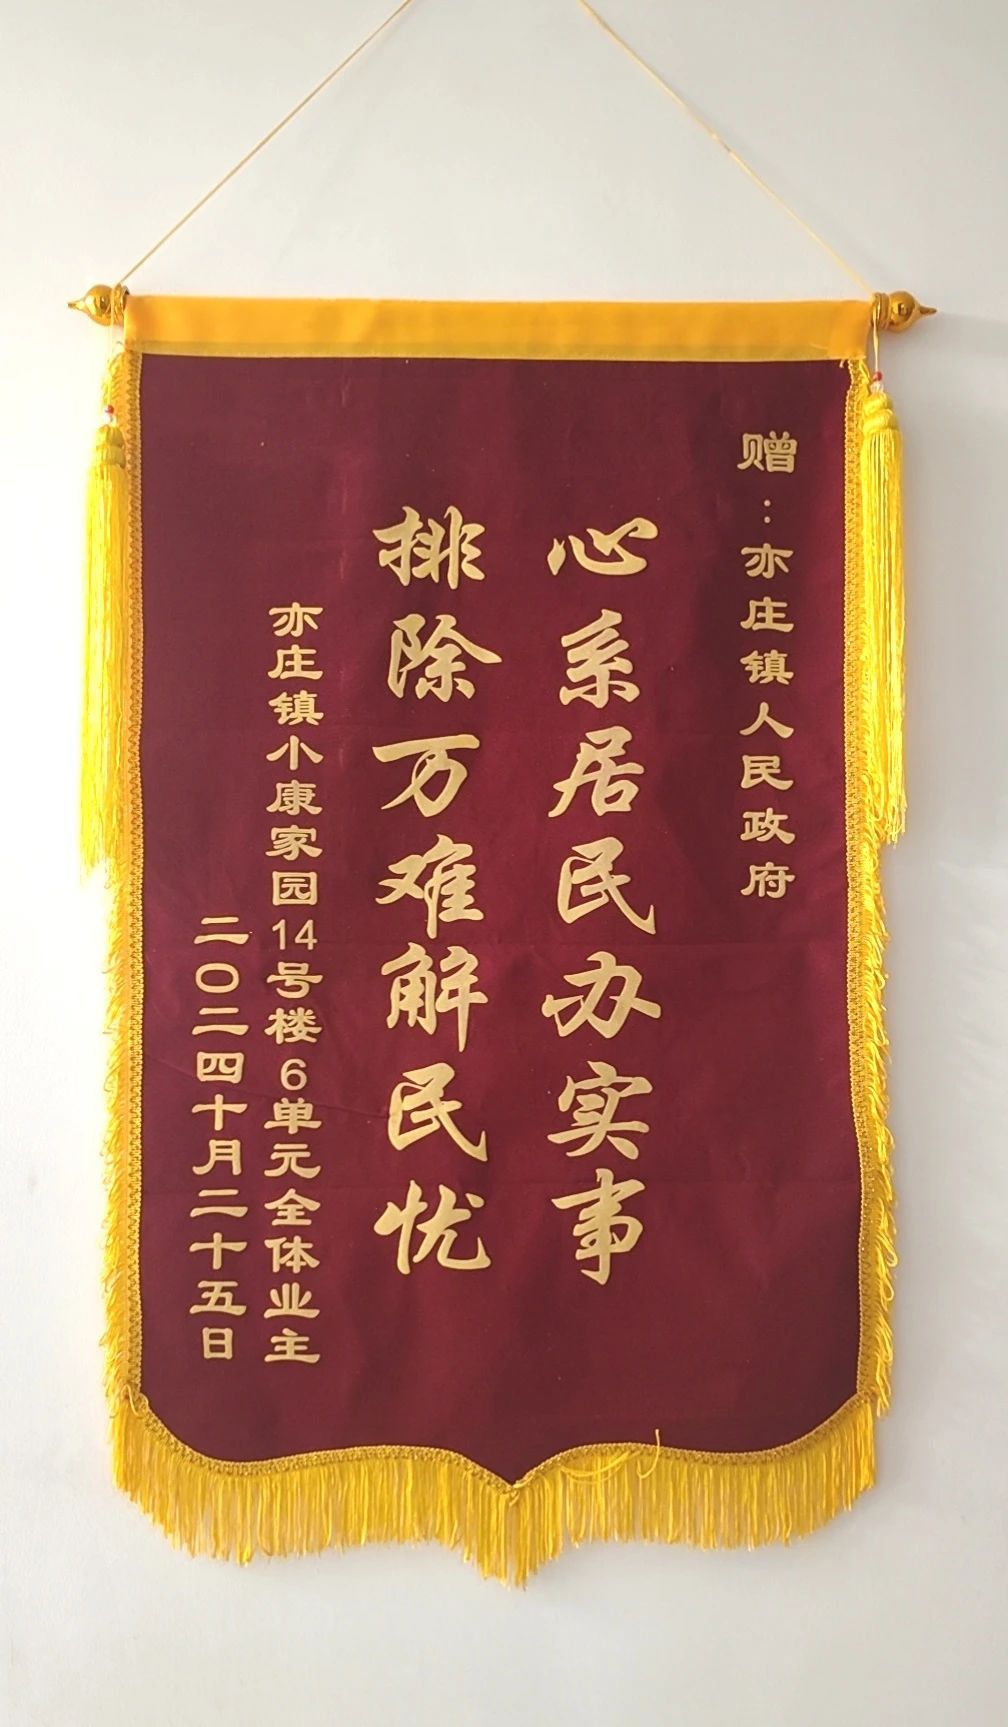 赠：亦庄镇人民政府
心系居民办实事
排除万难解民忧
亦庄镇小康家园14号楼6单元全体业主
二〇二四十月二十五日